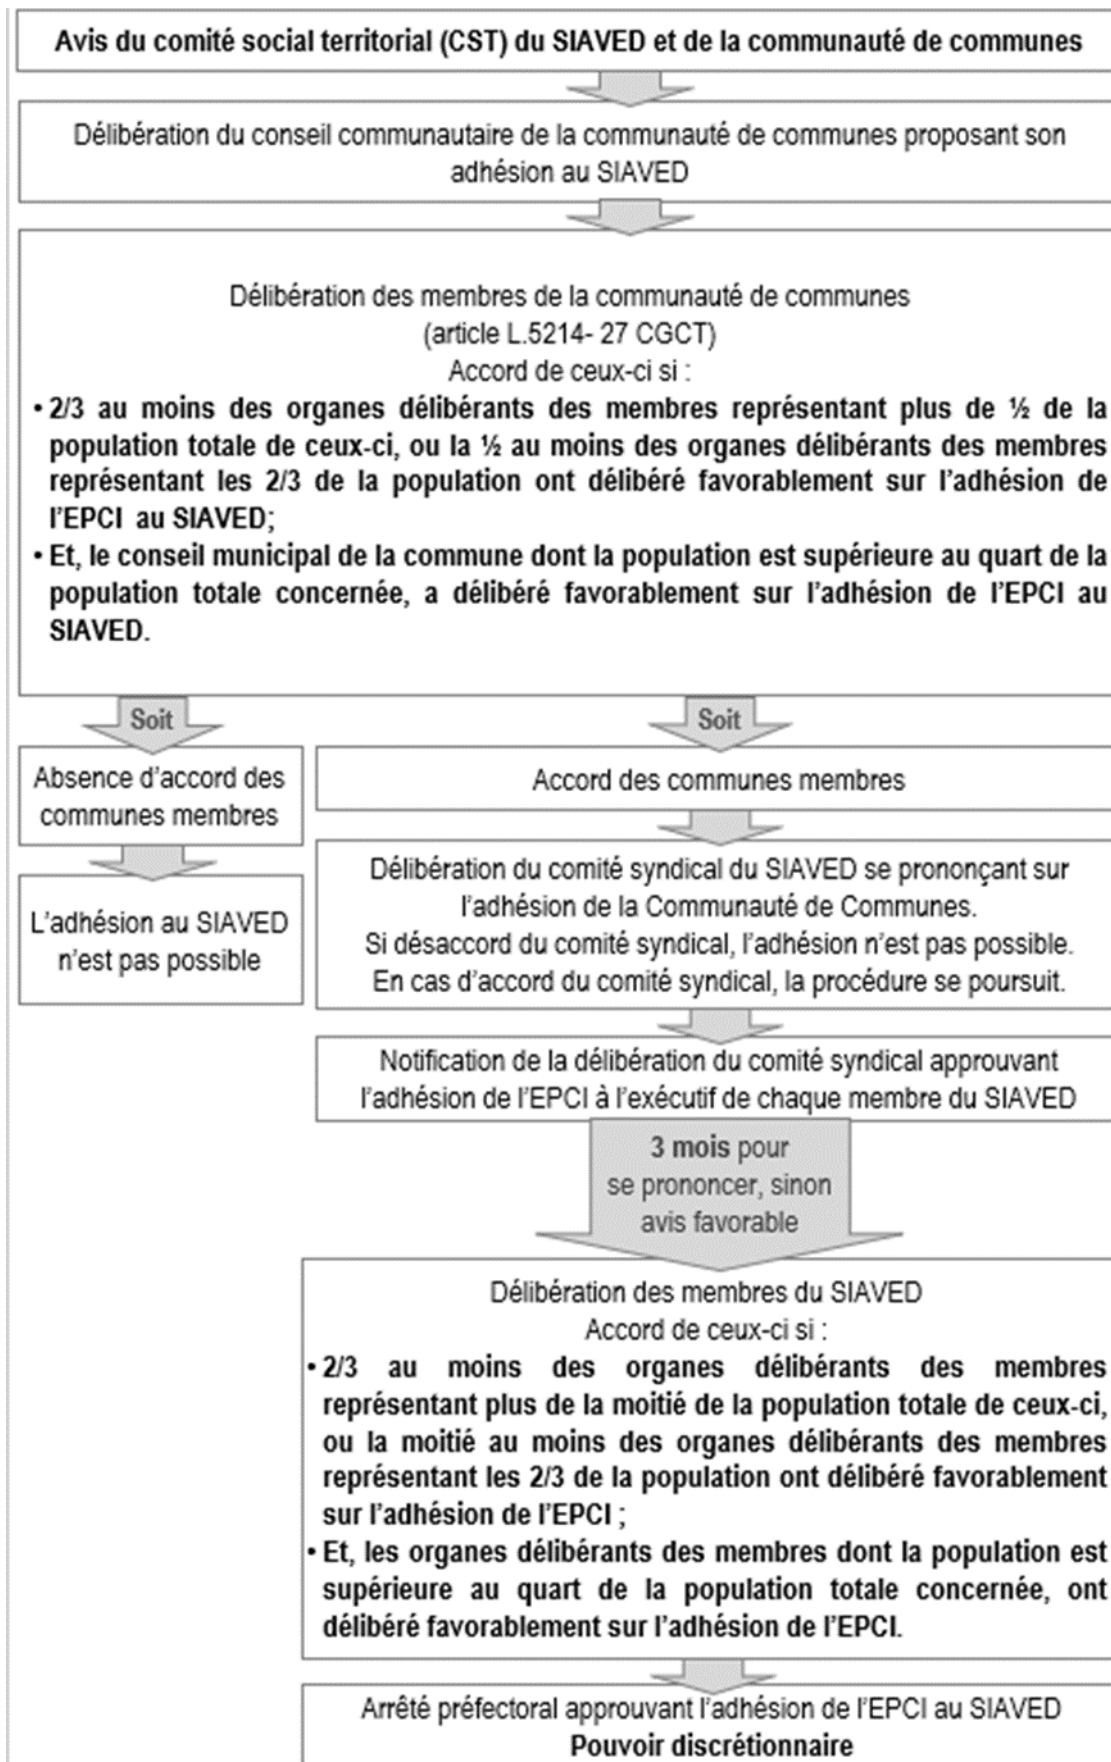 Avis du comité social territorial (CST) du SIAVED et de la communauté de communes
Délibération du conseil communautaire de la communauté de communes proposant son
adhésion au SIAVED
Délibération des membres de la communauté de communes
(article L.5214- 27 CGCT)
Accord de ceux-ci si :
• 2/3 au moins des organes délibérants des membres représentant plus de ½ de la
population totale de ceux-ci, ou la ½ au moins des organes délibérants des membres
représentant les 2/3 de la population ont délibéré favorablement sur l'adhésion de
l'EPCI au SIAVED;
• Et, le conseil municipal de la commune dont la population est supérieure au quart de la
population totale concernée, a délibéré favorablement sur l'adhésion de l'EPCI au
SIAVED.
Soit
Absence d'accord des
communes membres
L'adhésion au SIAVED
n'est pas possible
Soit
Accord des communes membres
Délibération du comité syndical du SIAVED se prononçant sur
l'adhésion de la Communauté de Communes.
Si désaccord du comité syndical, l'adhésion n'est pas possible.
En cas d'accord du comité syndical, la procédure se poursuit.
Notification de la délibération du comité syndical approuvant
l'adhésion de l'EPCI à l'exécutif de chaque membre du SIAVED
3 mois pour
se prononcer, sinon
avis favorable
Délibération des membres du SIAVED
Accord de ceux-ci si :
• 2/3 au moins des organes délibérants des membres
représentant plus de la moitié de la population totale de ceux-ci,
ou la moitié au moins des organes délibérants des membres
représentant les 2/3 de la population ont délibéré favorablement
sur l'adhésion de l'EPCI ;
• Et, les organes délibérants des membres dont la population est
supérieure au quart de la population totale concernée, ont
délibéré favorablement sur l'adhésion de l'EPCI.
Arrêté préfectoral approuvant l'adhésion de l'EPCI au SIAVED
Pouvoir discrétionnaire